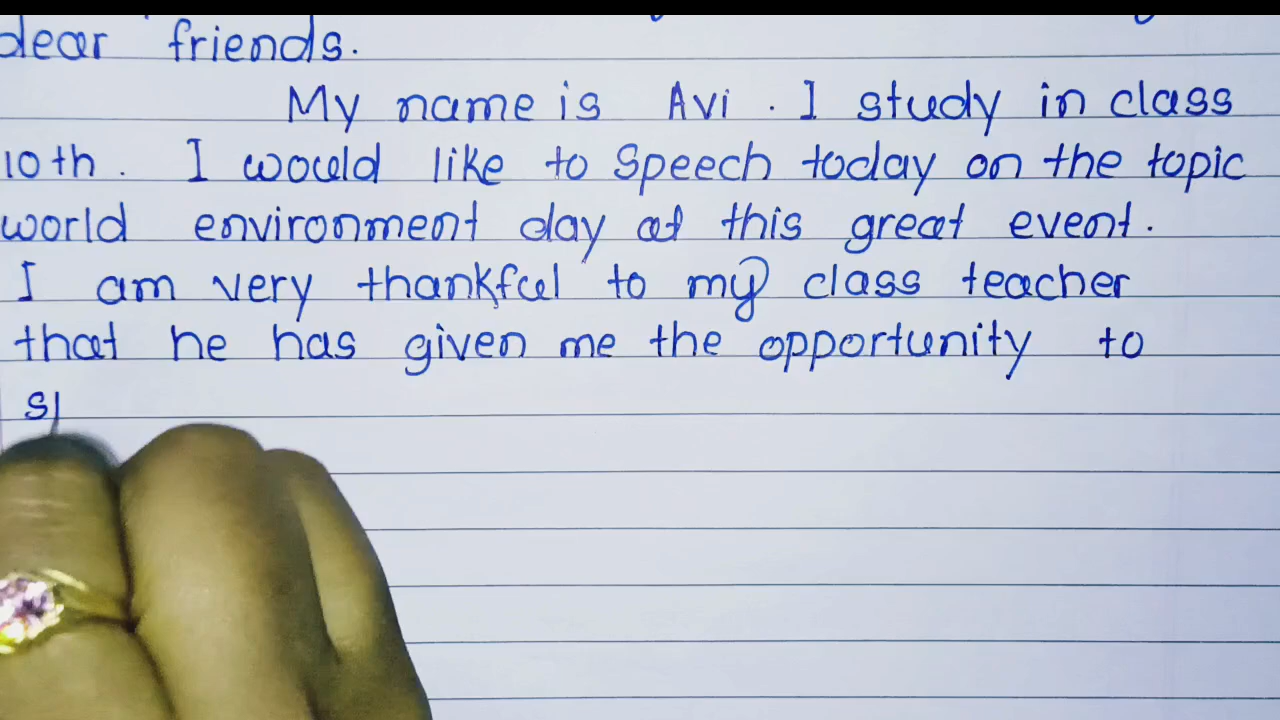 dear friends.
My name is Avi. I study in class
10th. I would like to Speech today on the topic
world environment day at this great event.
I am very thankful to my class teacher
that he has given me the opportunity to